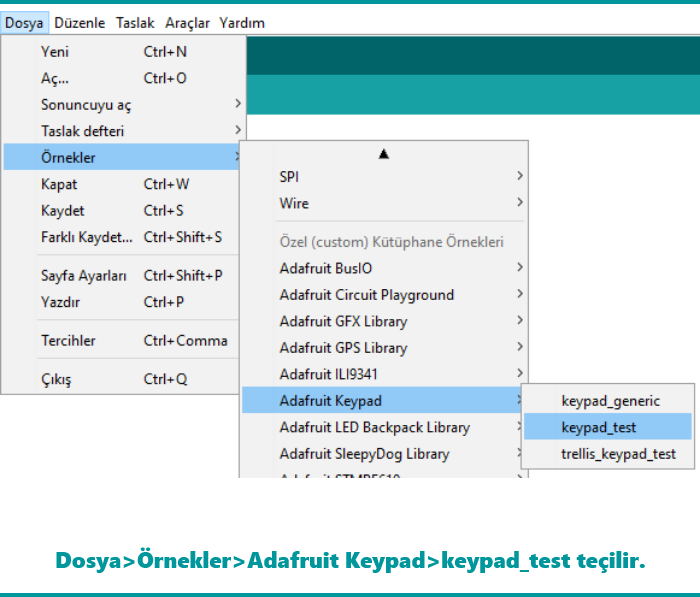 Dosya Düzenle Taslak Araçlar Yardım
Yeni Ctrl+N
Aç... Ctrl+O
Sonuncuyu aç
Taslak defteri
Örnekler
Kapat Ctrl+W
Kaydet Ctrl+S
Farklı Kaydet... Ctrl+Shift+S
Sayfa Ayarları Ctrl+Shift+P
Yazdır Ctrl+P
Tercihler Ctrl+Comma
Çıkış Ctrl+Q
SPI
Wire
Özel (custom) Kütüphane Örnekleri
Adafruit BusIO
Adafruit Circuit Playground
Adafruit GFX Library
Adafruit GPS Library
Adafruit ILI9341
Adafruit Keypad
Adafruit LED Backpack Library
Adafruit SleepyDog Library
keypad_generic
keypad_test
trellis_keypad_test
Dosya>Örnekler>Adafruit Keypad>keypad_test teçilir.